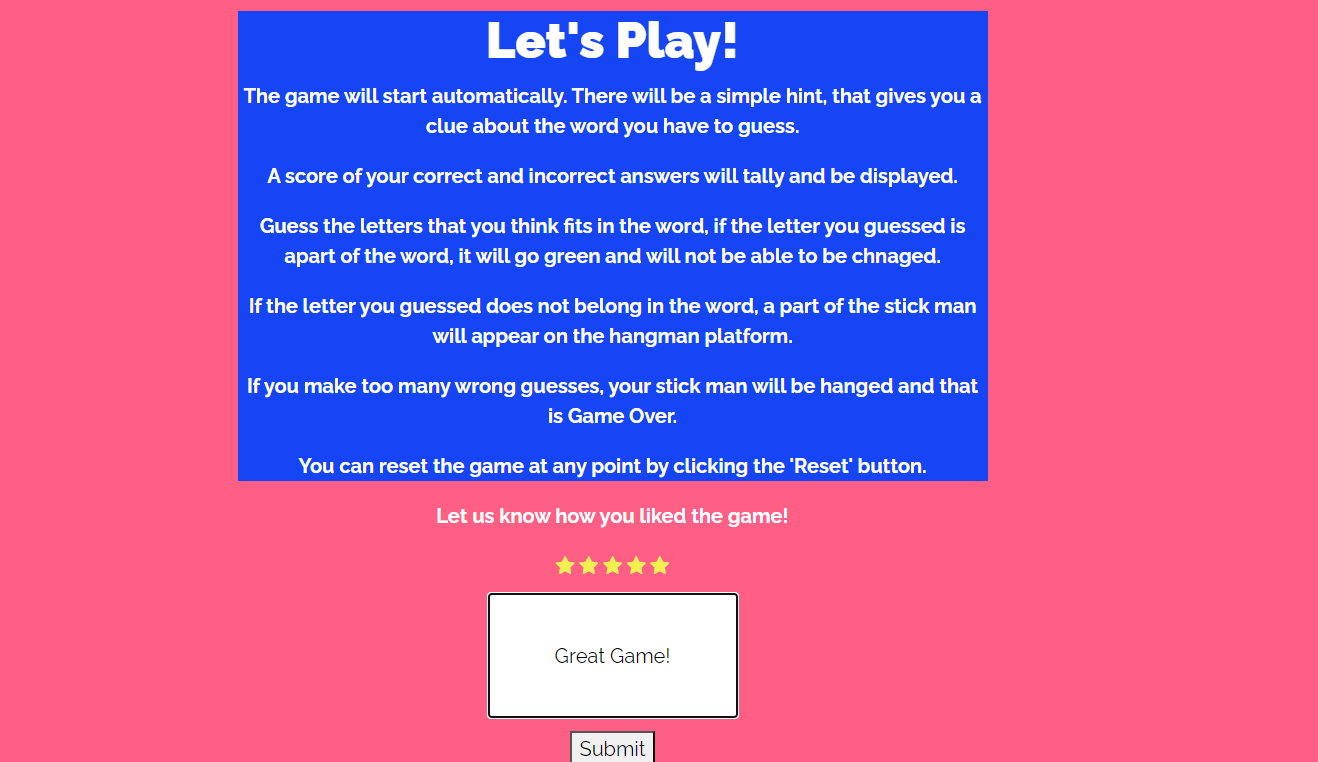 Let's Play!
The game will start automatically. There will be a simple hint, that gives you a
clue about the word you have to guess.
A score of your correct and incorrect answers will tally and be displayed.
Guess the letters that you think fits in the word, if the letter you guessed is
apart of the word, it will go green and will not be able to be chnaged.
If the letter you guessed does not belong in the word, a part of the stick man
will appear on the hangman platform.
If you make too many wrong guesses, your stick man will be hanged and that
is Game Over.
You can reset the game at any point by clicking the 'Reset' button.
Let us know how you liked the game!
Great Game!
Submit